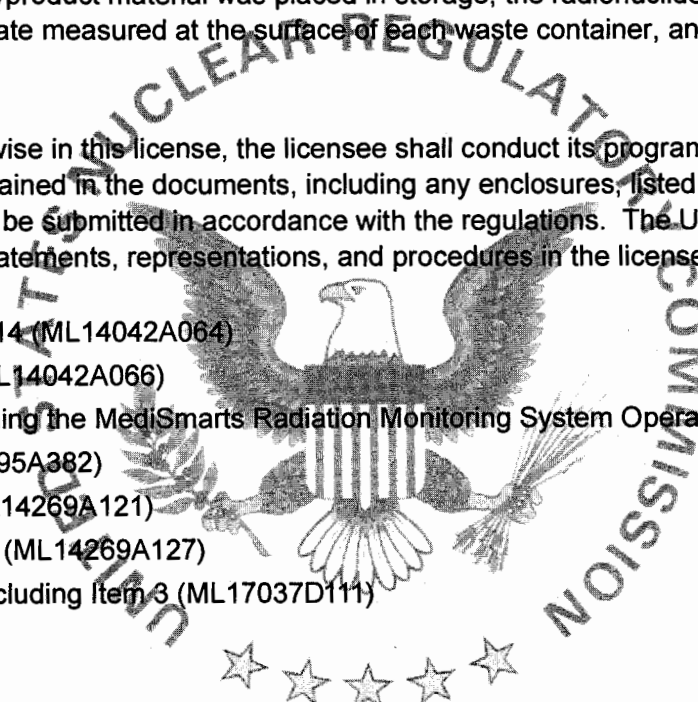 product material was placed in storage, the radionuclide
ate measured at the surface of each waste container, an
wise in this license, the licensee shall conduct its program
ained in the documents, including any enclosures, listed
be submitted in accordance with the regulations. The U
atements, representations, and procedures in the license
14 (ML14042A064)
L14042A066)
ing the MediSmarts Radiation Monitoring System Opera
95A382)
14269A121)
(ML14269A127)
cluding Item 3 (ML17037D111)
UNITED STATES NUCLEAR REGULATORY COMMISSION